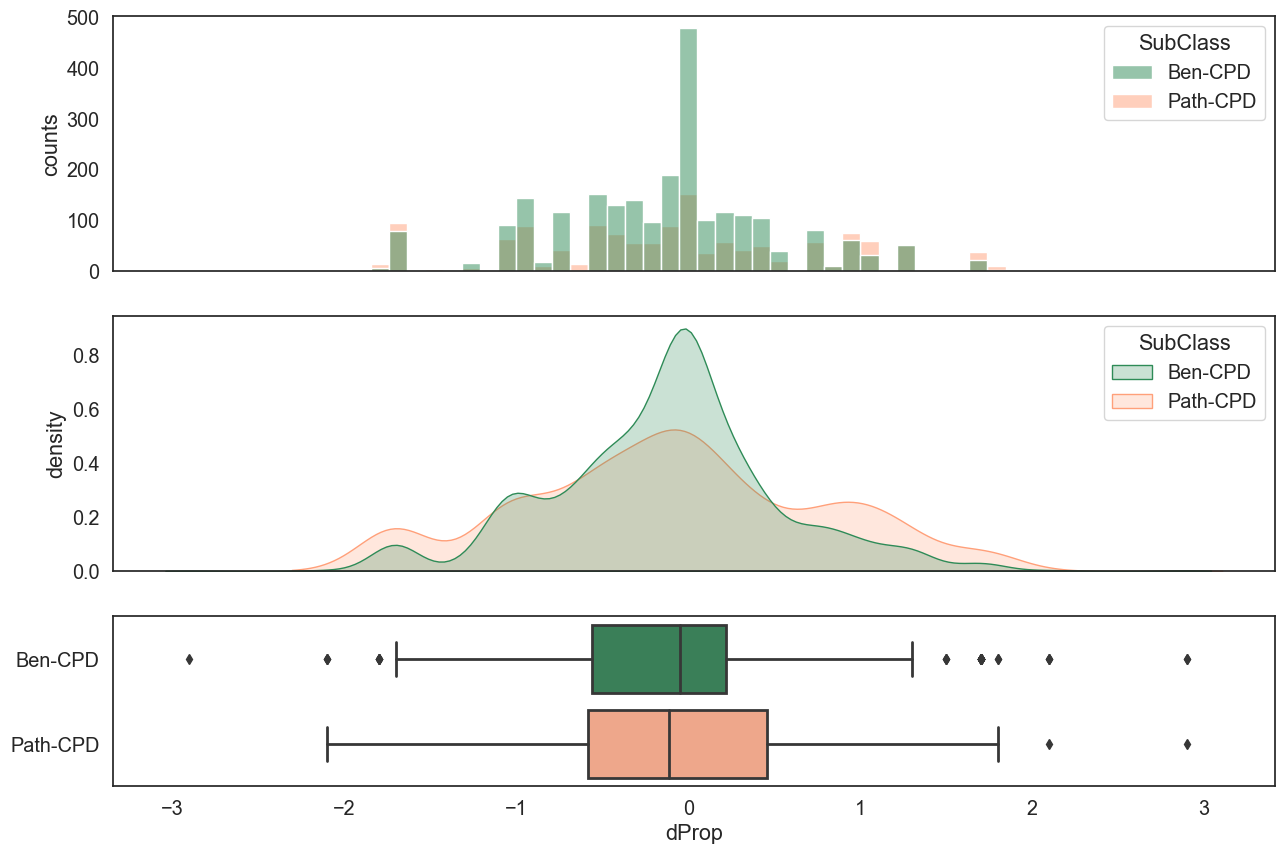 500
400
300
200
100
0
counts
SubClass
Ben-CPD
Path-CPD
0.8
0.6
0.4
0.2
0.0
density
SubClass
Ben-CPD
Path-CPD
Ben-CPD
Path-CPD
−3 −2 −1 0 1 2 3
dProp